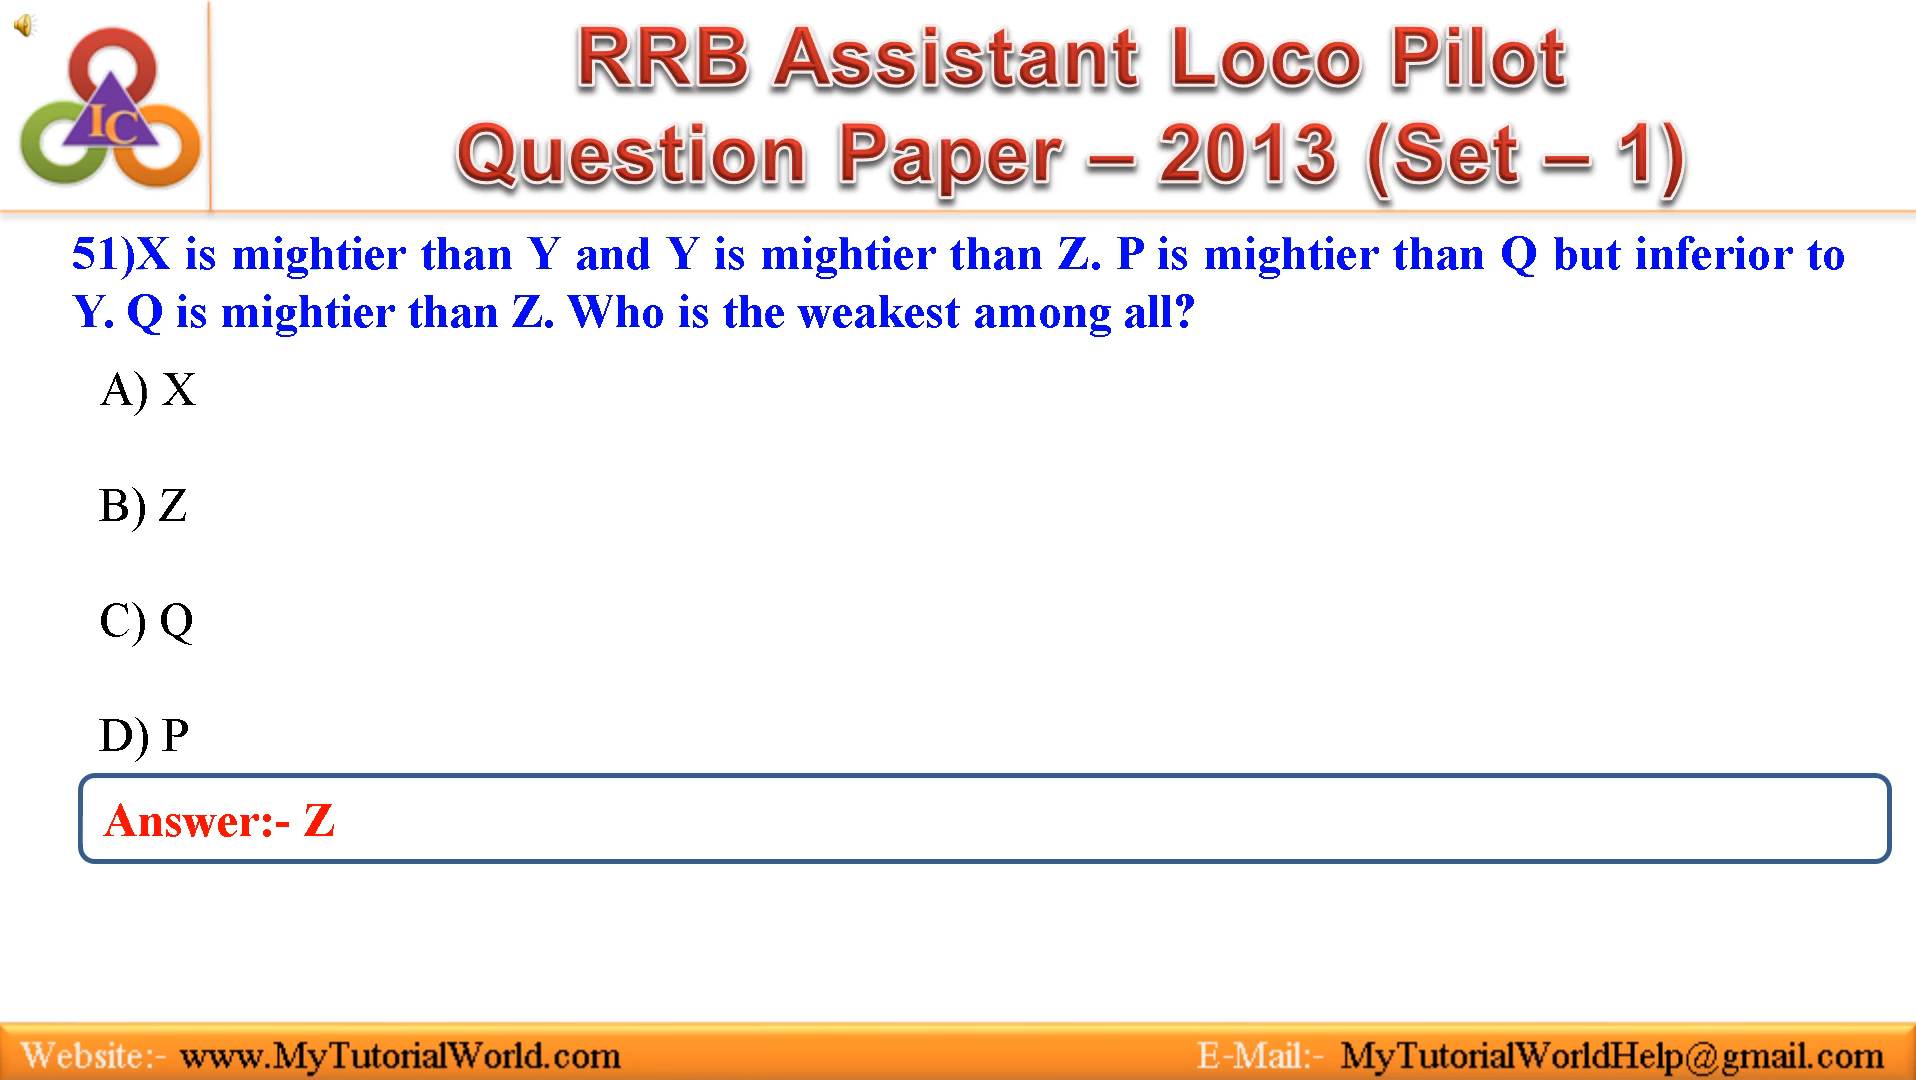 RRB Assistant Loco Pilot
Question Paper – 2013 (Set – 1)
IC
51)X is mightier than Y and Y is mightier than Z. P is mightier than Q but inferior to
Y. Q is mightier than Z. Who is the weakest among all?
A) X
B) Z
C) Q
D) P
Answer:- Z
Website:- www.MyTutorialWorld.com
E-Mail:- MyTutorialWorldHelp@gmail.com